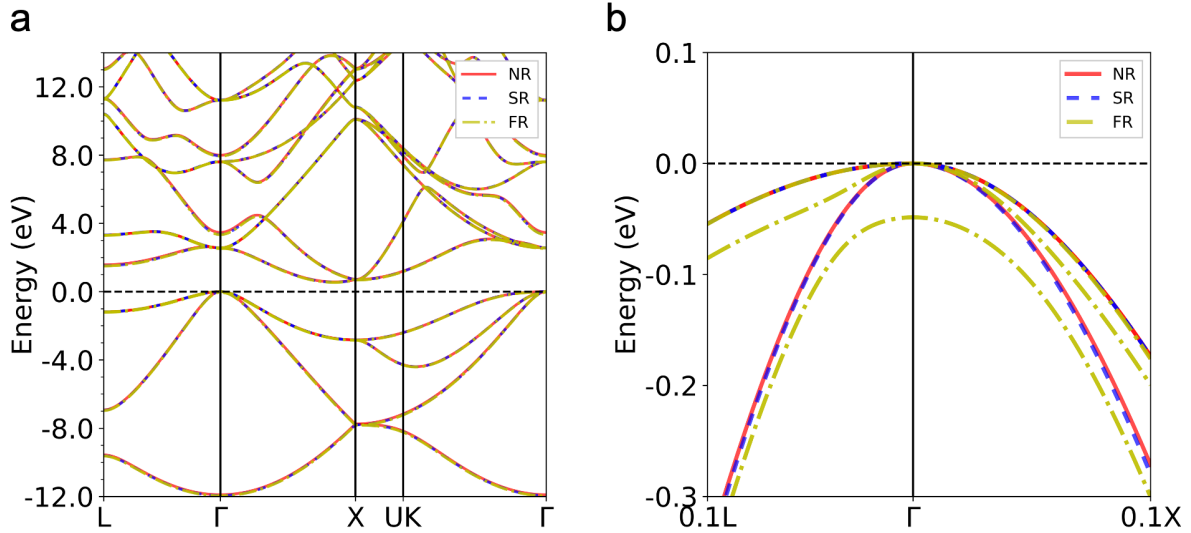 a
Energy (eV)
12.0
8.0
4.0
0.0
-4.0
-8.0
-12.0
L
Γ
X
UK
Γ
NR
SR
FR
b
Energy (eV)
0.1
0.0
-0.1
-0.2
-0.3
0.1L
Γ
0.1X
NR
SR
FR